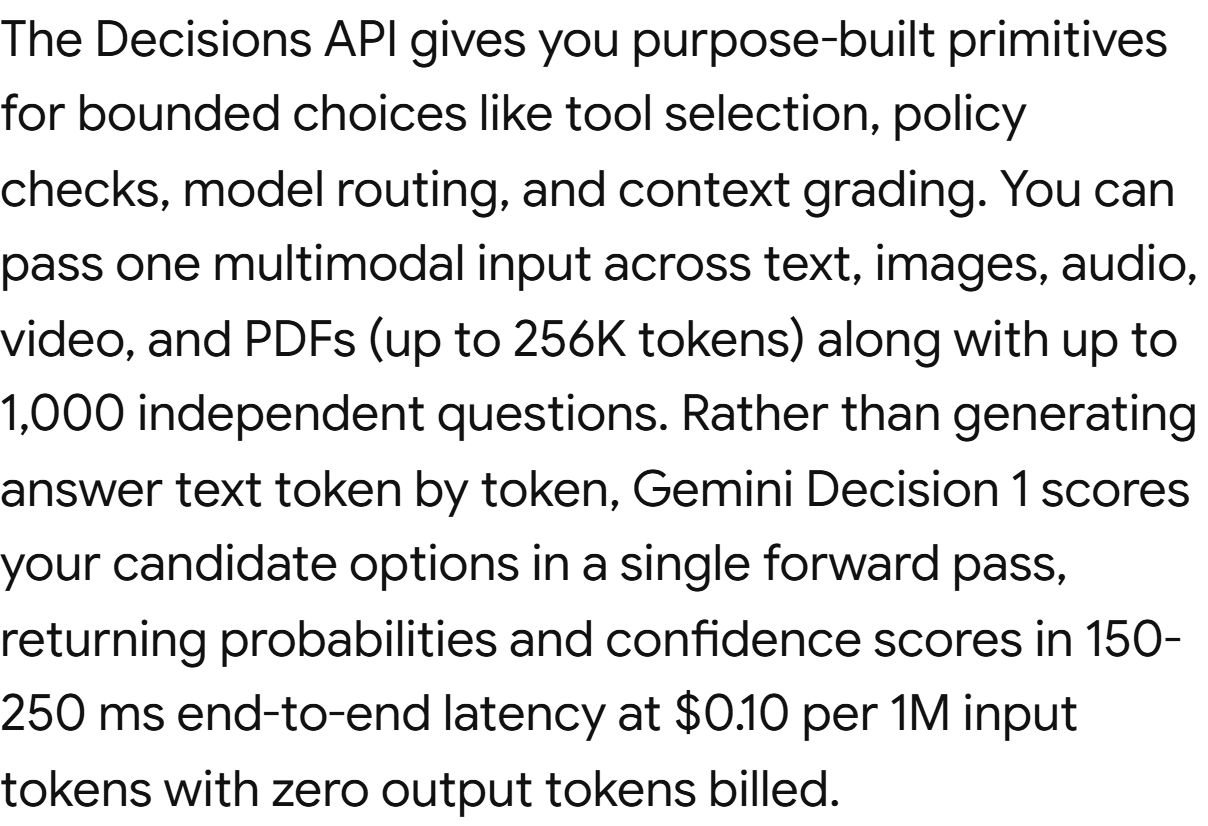 The Decisions API gives you purpose-built primitives
for bounded choices like tool selection, policy
checks, model routing, and context grading. You can
pass one multimodal input across text, images, audio,
video, and PDFs (up to 256K tokens) along with up to
1,000 independent questions. Rather than generating
answer text token by token, Gemini Decision 1 scores
your candidate options in a single forward pass,
returning probabilities and confidence scores in 150-
250 ms end-to-end latency at $0.10 per 1M input
tokens with zero output tokens billed.